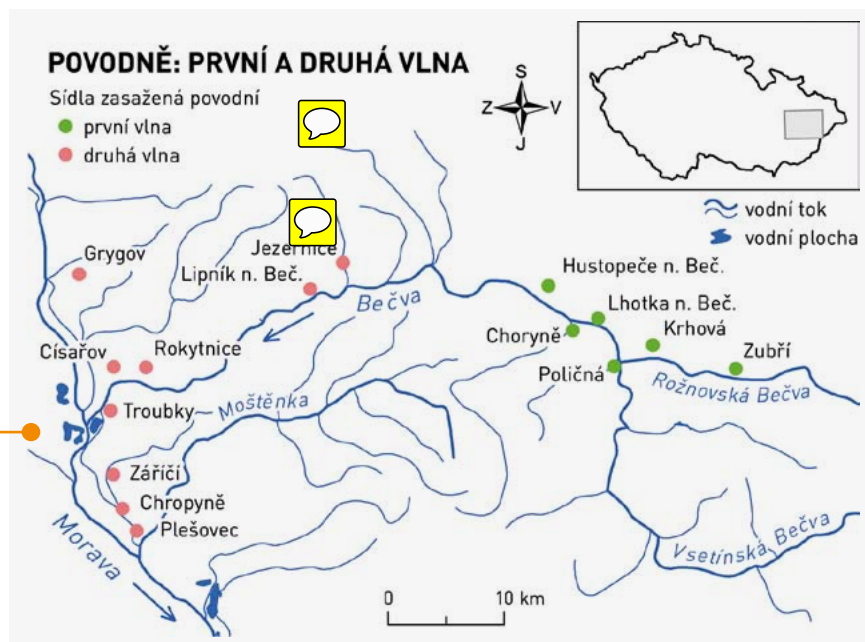 POVODNĚ: PRVNÍ A DRUHÁ VLNA
Sídla zasažená povodní
první vlna
druhá vlna
S
Z
V
J
vodní tok
vodní plocha
Grygov
Jezernice
Lipník n. Beč.
Bečva
Hustopeče n. Beč.
Lhotka n. Beč.
Choryně
Krhová
Zubří
Poličná
Rožnovská Bečva
Císařov
Rokytnice
Troubky
Moštěnka
Záříčí
Chropyně
Plešovec
Morava
Vsetínská Bečva
0 10 km